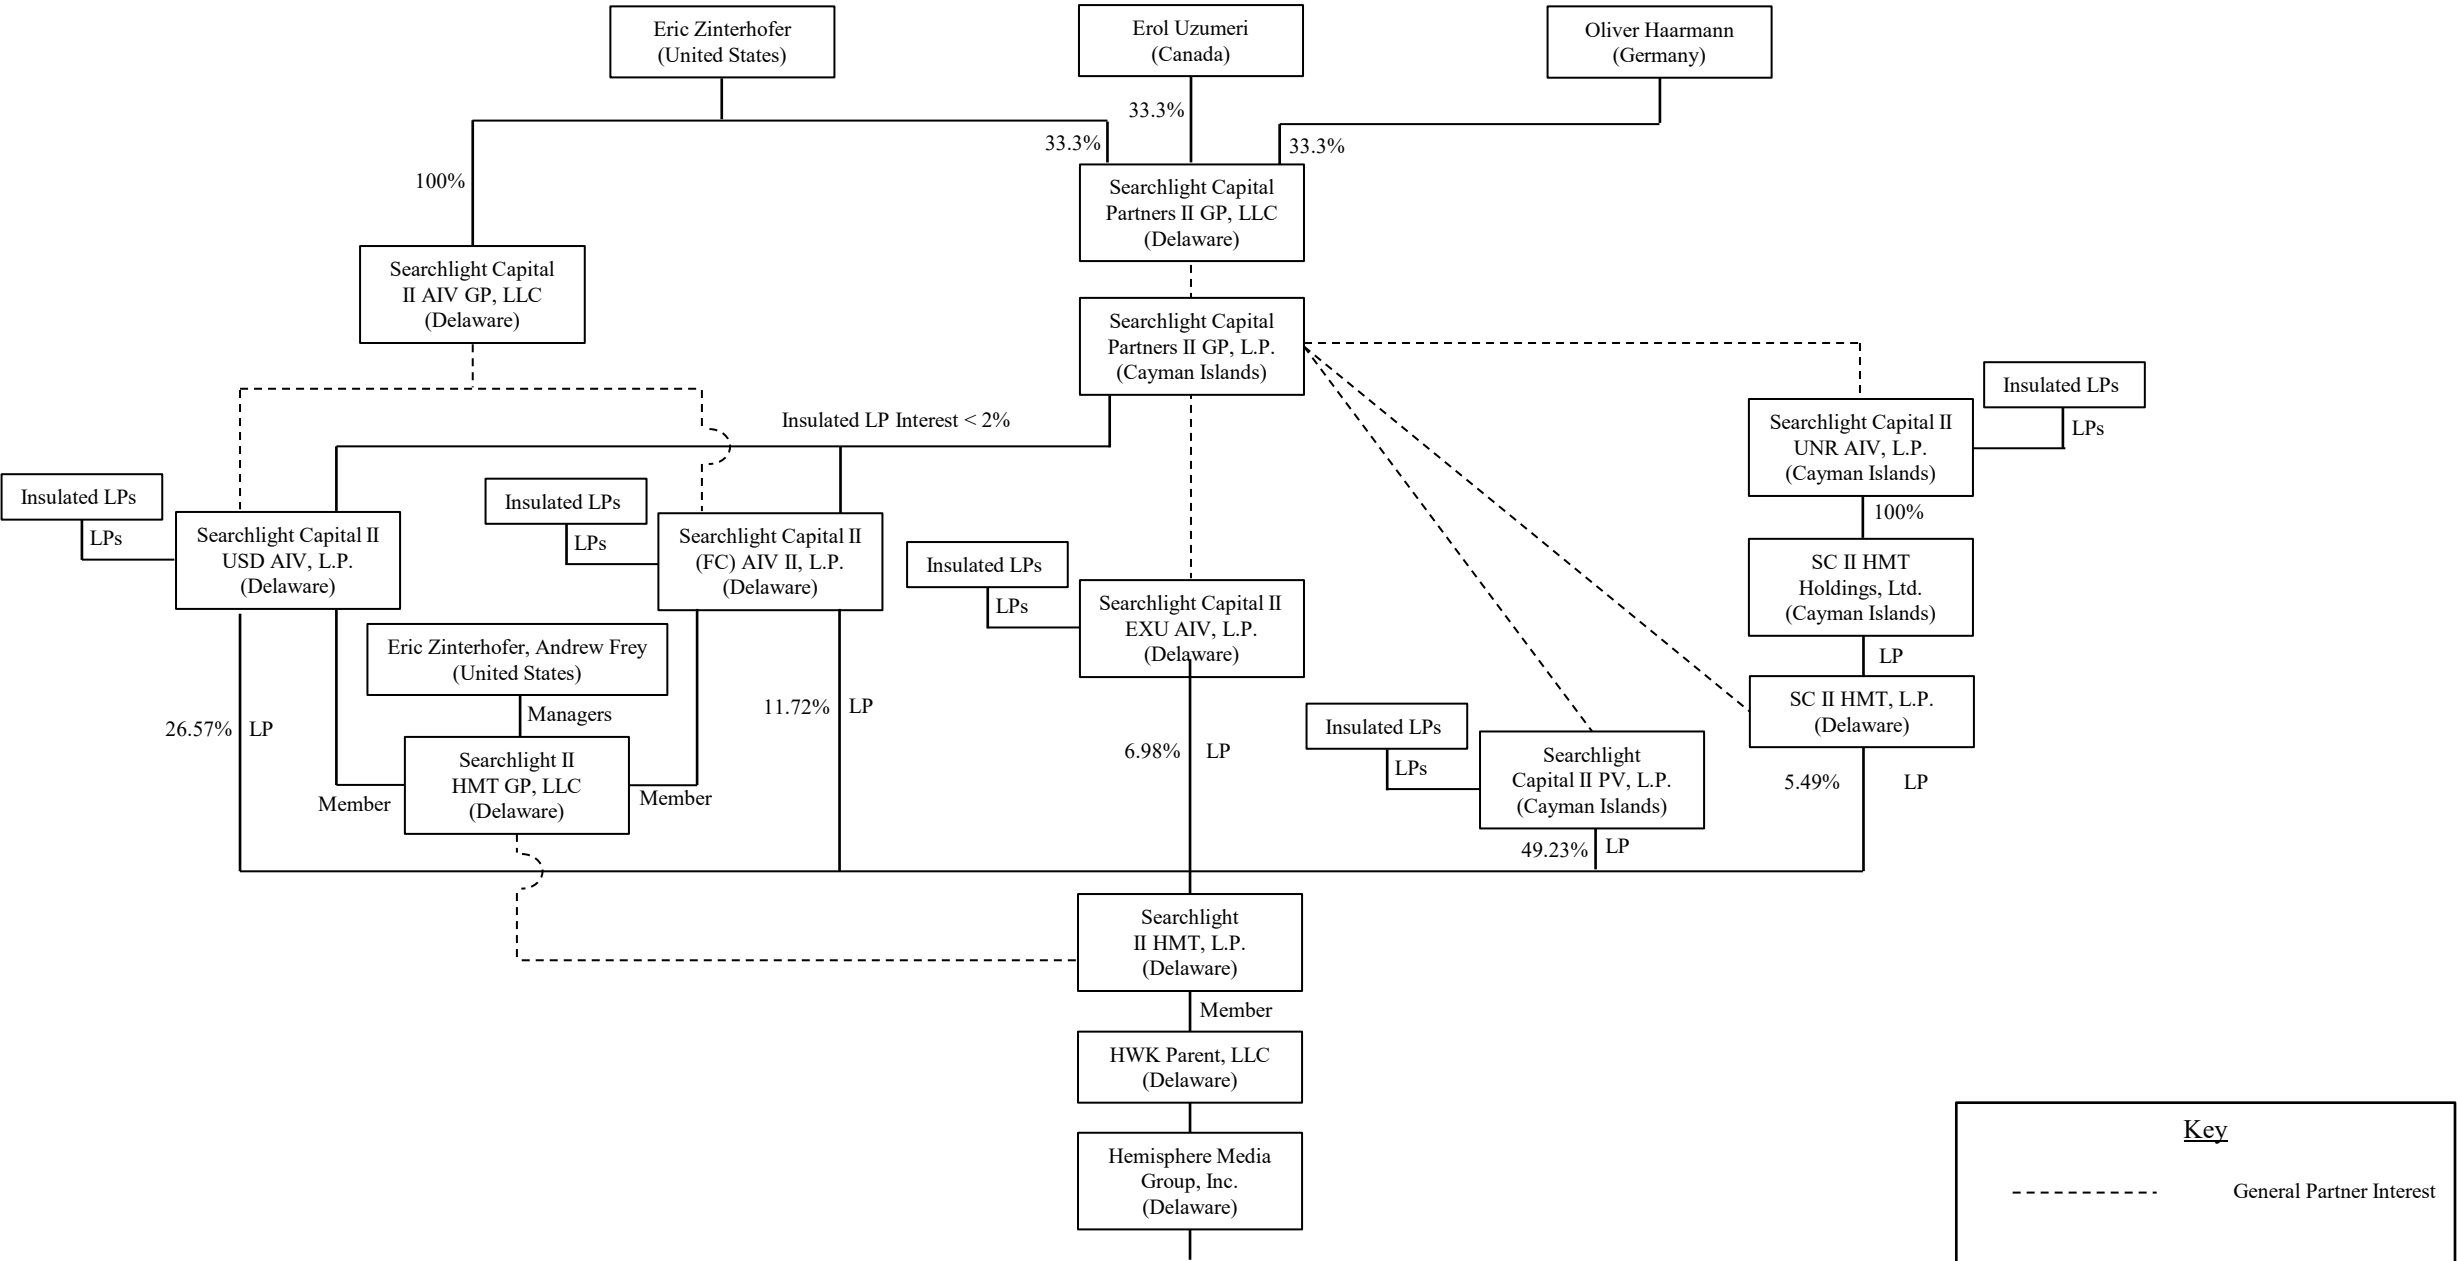 Eric Zinterhofer
(United States)
Erol Uzumeri
(Canada)
Oliver Haarmann
(Germany)
33.3%
33.3%
33.3%
100%
Searchlight Capital
Partners II GP, LLC
(Delaware)
Searchlight Capital
II AIV GP, LLC
(Delaware)
Searchlight Capital
Partners II GP, L.P.
(Cayman Islands)
Insulated LP Interest < 2%
Insulated LPs
LPs
Searchlight Capital II
UNR AIV, L.P.
(Cayman Islands)
100%
Insulated LPs
LPs
Searchlight Capital II
USD AIV, L.P.
(Delaware)
Insulated LPs
LPs
Searchlight Capital II
(FC) AIV II, L.P.
(Delaware)
Insulated LPs
LPs
Searchlight Capital II
EXU AIV, L.P.
(Delaware)
SC II HMT
Holdings, Ltd.
(Cayman Islands)
LP
Eric Zinterhofer, Andrew Frey
(United States)
Managers
26.57% LP
11.72% LP
6.98% LP
Insulated LPs
LPs
Searchlight
Capital II PV, L.P.
(Cayman Islands)
SC II HMT, L.P.
(Delaware)
5.49% LP
Searchlight II
HMT GP, LLC
(Delaware)
Member
Member
49.23% LP
Searchlight
II HMT, L.P.
(Delaware)
Member
HWK Parent, LLC
(Delaware)
Hemisphere Media
Group, Inc.
(Delaware)
Key
General Partner Interest